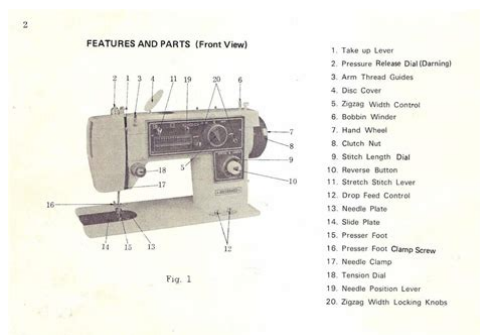 2
FEATURES AND PARTS (Front View)
2 1 3 4 11 19 20 6
7
8
9
5
10
18
17
16
14 15 13
12
Fig. 1
1. Take up Lever
2. Pressure Release Dial (Darning)
3. Arm Thread Guides
4. Disc Cover
5. Zigzag Width Control
6. Bobbin Winder
7. Hand Wheel
8. Clutch Nut
9. Stitch Length Dial
10. Reverse Button
11. Stretch Stitch Lever
12. Drop Feed Control
13. Needle Plate
14. Slide Plate
15. Presser Foot
16. Presser Foot Clamp Screw
17. Needle Clamp
18. Tension Dial
19. Needle Position Lever
20. Zigzag Width Locking Knobs